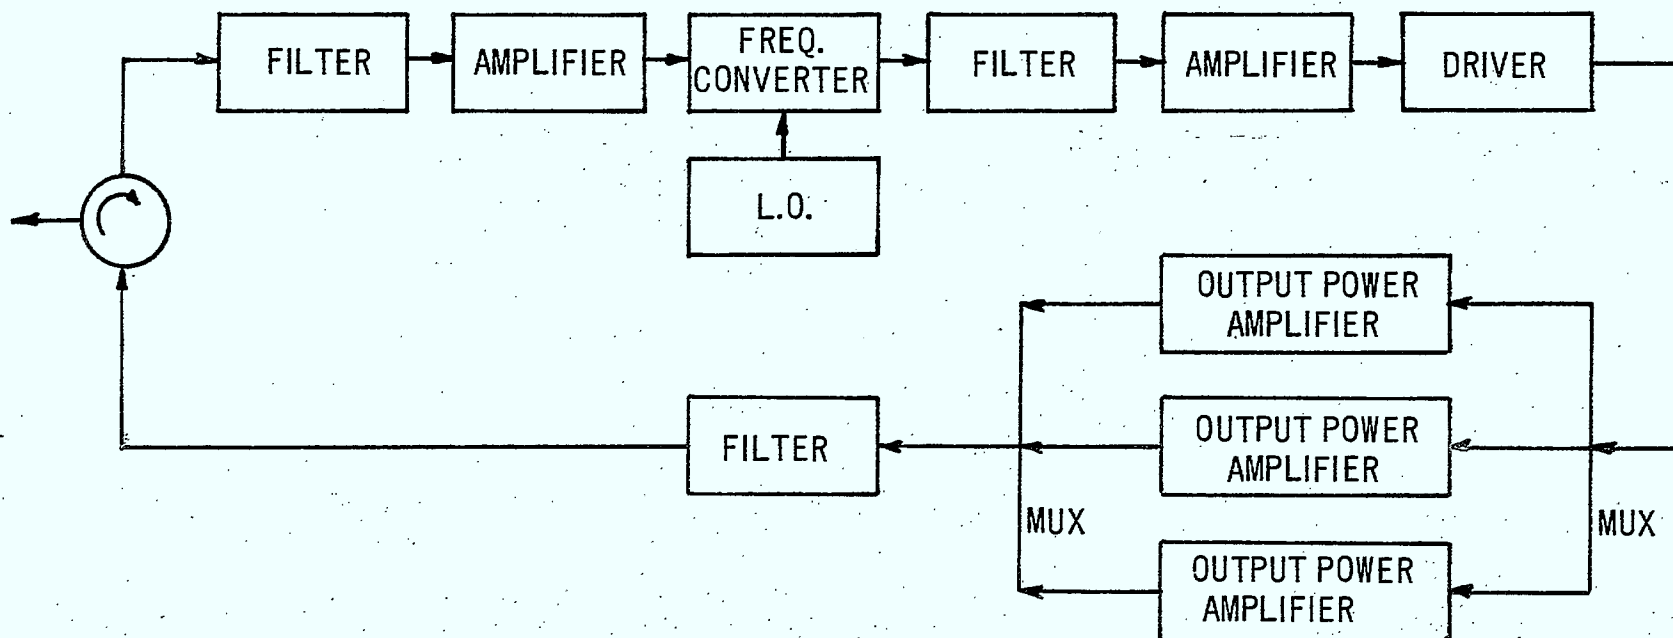 FILTER
AMPLIFIER
FREQ.
CONVERTER
FILTER
AMPLIFIER
DRIVER
L.O.
OUTPUT POWER
AMPLIFIER
FILTER
OUTPUT POWER
AMPLIFIER
MUX
MUX
OUTPUT POWER
AMPLIFIER